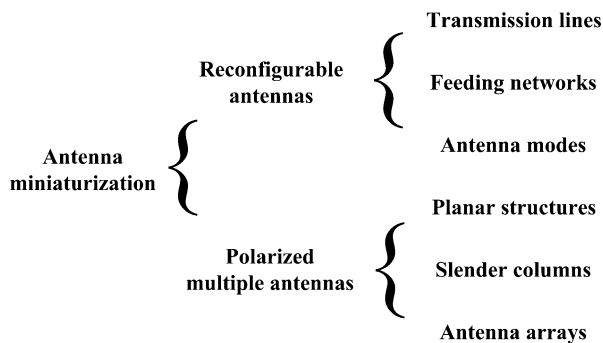 Antenna
miniaturization
Reconfigurable
antennas
Transmission lines
Feeding networks
Antenna modes
Polarized
multiple antennas
Planar structures
Slender columns
Antenna arrays